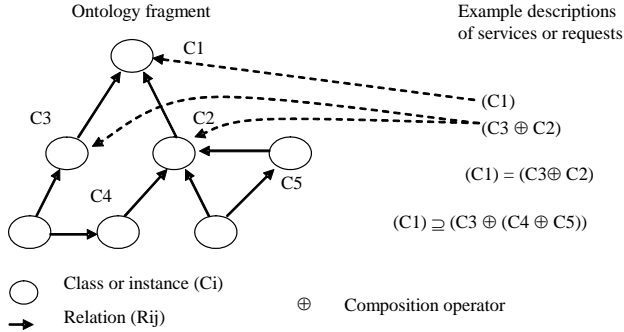 Ontology fragment
Example descriptions
of services or requests
C1
C3
C2
C4
C5
(C1)
(C3 ⊕ C2)
(C1) = (C3⊕ C2)
(C1) ⊇ (C3 ⊕ (C4 ⊕ C5))
Class or instance (Ci)
Relation (Rij)
⊕ Composition operator